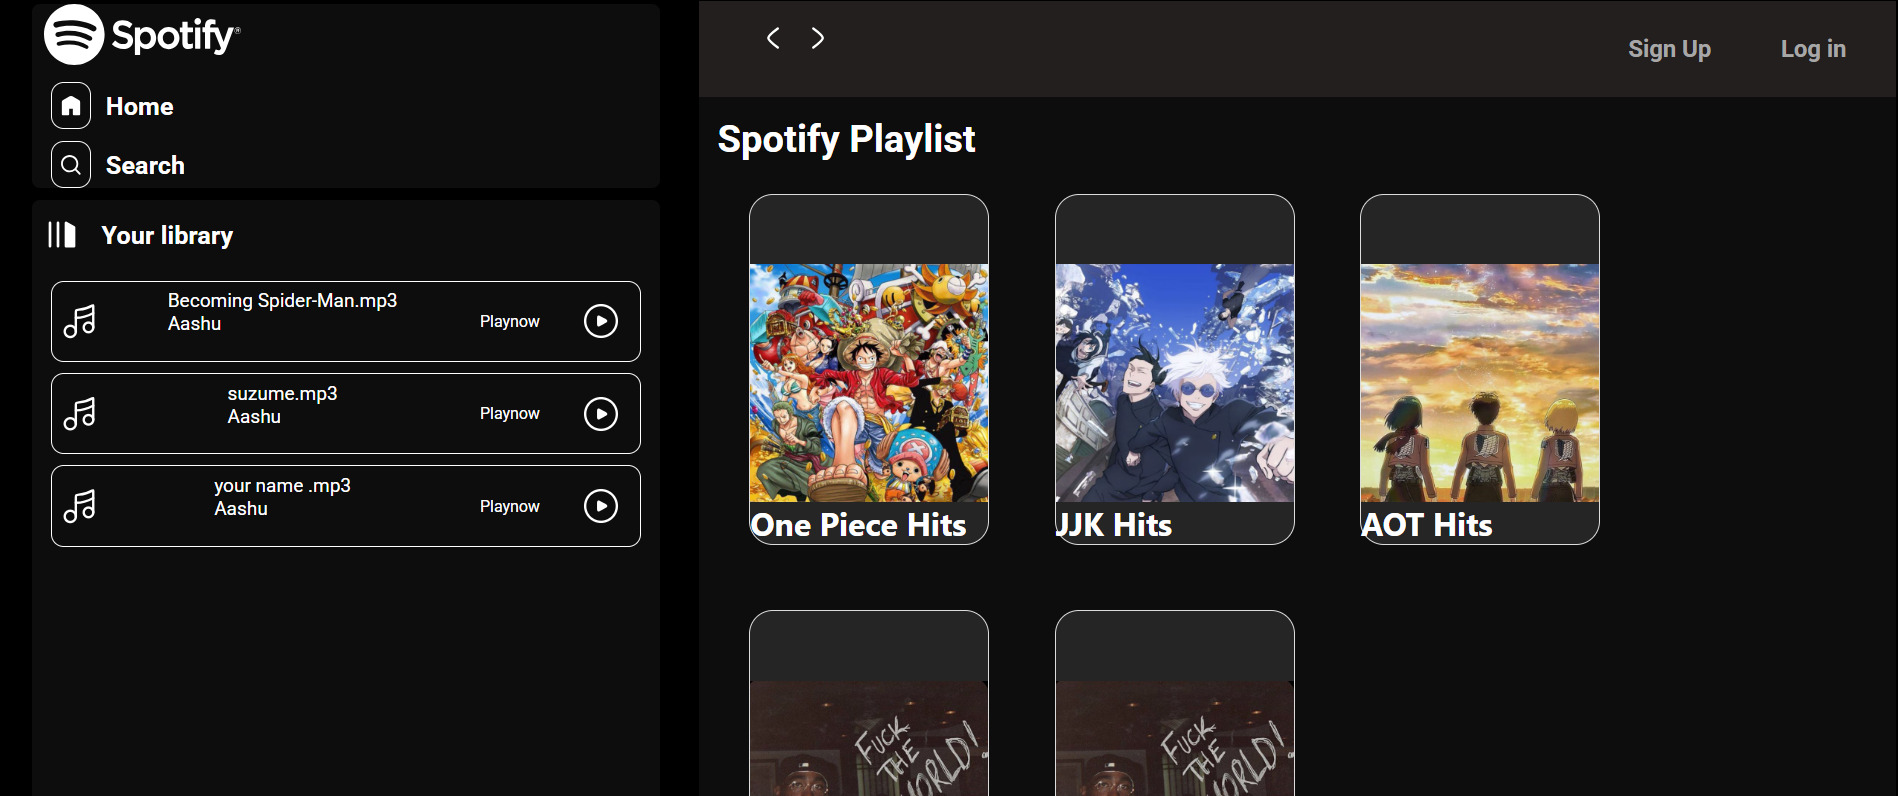 Spotify®
Home
Search
Your library
Becoming Spider-Man.mp3
Aashu
Playnow
suzume.mp3
Aashu
Playnow
your name .mp3
Aashu
Playnow
Sign Up
Log in
Spotify Playlist
One Piece Hits
JJK Hits
AOT Hits
FUCK
THE
WORLD!
FUCK
THE
WORLD!